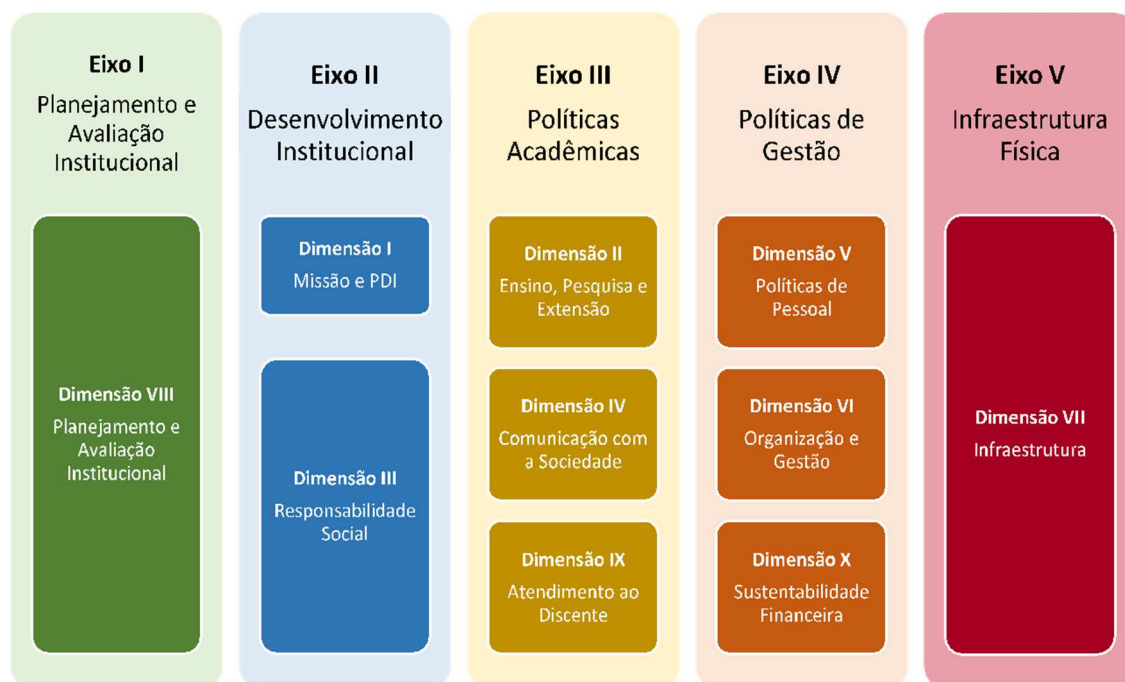 Eixo I
Planejamento e
Avaliação
Institucional
Dimensão VIII
Planejamento e
Avaliação
Institucional
Eixo II
Desenvolvimento
Institucional
Dimensão I
Missão e PDI
Dimensão III
Responsabilidade
Social
Eixo III
Políticas
Acadêmicas
Dimensão II
Ensino, Pesquisa e
Extensão
Dimensão IV
Comunicação com
a Sociedade
Dimensão IX
Atendimento ao
Discente
Eixo IV
Políticas de
Gestão
Dimensão V
Políticas de
Pessoal
Dimensão VI
Organização e
Gestão
Dimensão X
Sustentabilidade
Financeira
Eixo V
Infraestrutura
Física
Dimensão VII
Infraestrutura